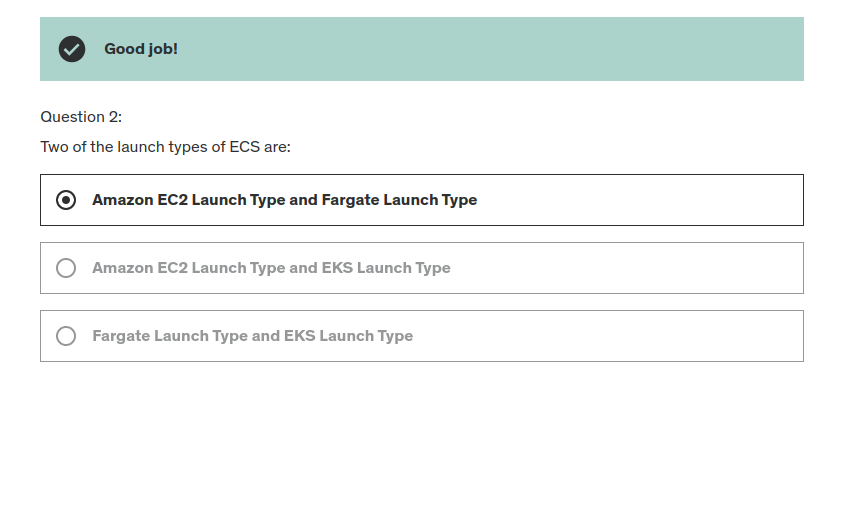 Good job!
Question 2:
Two of the launch types of ECS are:
Amazon EC2 Launch Type and Fargate Launch Type
Amazon EC2 Launch Type and EKS Launch Type
Fargate Launch Type and EKS Launch Type